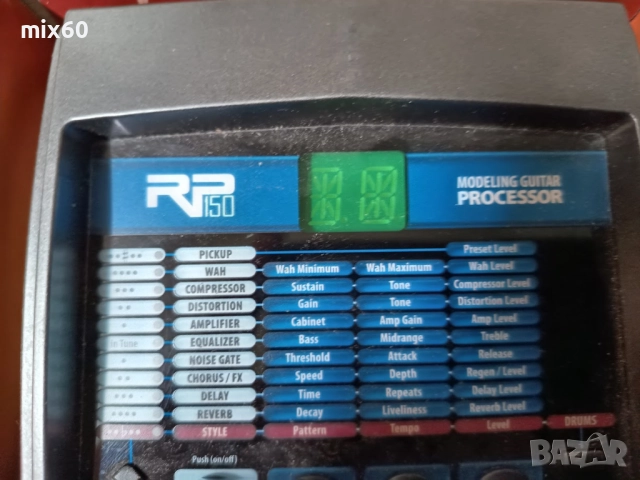 mix60
RP150
MODELING GUITAR
PROCESSOR
PICKUP Preset Level
WAH Wah Minimum Wah Maximum Wah Level
COMPRESSOR Sustain Tone Compressor Level
DISTORTION Gain Tone Distortion Level
AMPLIFIER Cabinet Amp Gain Amp Level
In Tune EQUALIZER Bass Midrange Treble
NOISE GATE Threshold Attack Release
CHORUS / FX Speed Depth Regen / Level
DELAY Time Repeats Delay Level
REVERB Decay Liveliness Reverb Level
STYLE Pattern Tempo Level DRUMS
Push (on/off)
BAZAR